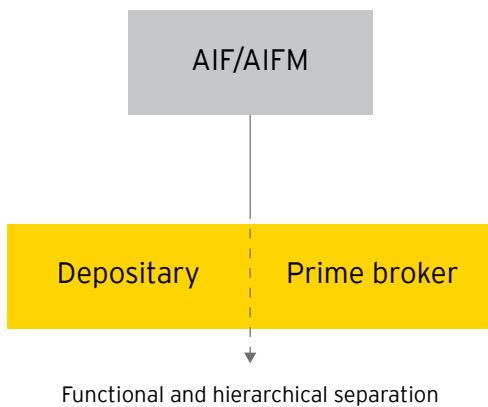 AIF/AIFM
Depositary
Prime broker
Functional and hierarchical separation